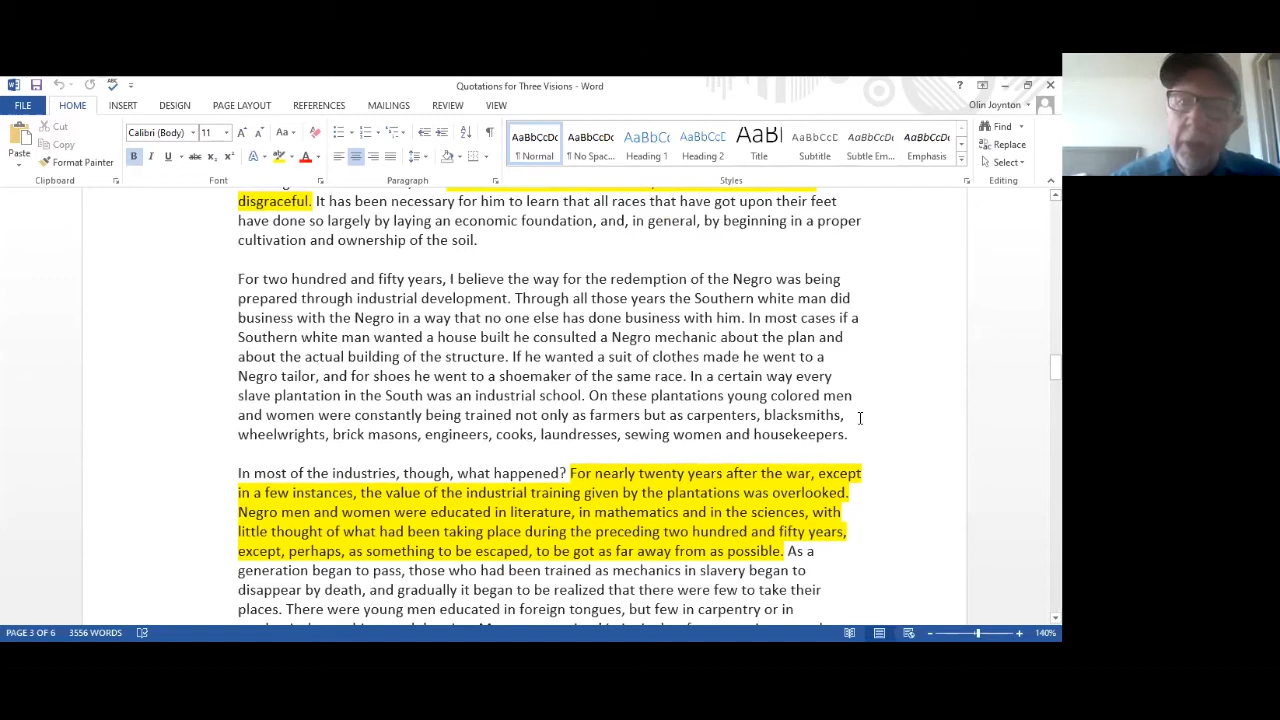 Quotations for Three Visions - Word
FILE HOME INSERT DESIGN PAGE LAYOUT REFERENCES MAILINGS REVIEW VIEW
Olin Joynton
Paste
Cut
Copy
Format Painter
Clipboard
Calibri (Body) 11
Font
Paragraph
AaBbCcDc AaBbCcDc AaBbC AaBbCcD AaB AaBbCcD AaBbCcDc AaBbCcDc
¶ Normal ¶ No Spac... Heading 1 Heading 2 Title Subtitle Subtle Em... Emphasis
Styles
Find
Replace
Select
Editing
disgraceful. It has been necessary for him to learn that all races that have got upon their feet
have done so largely by laying an economic foundation, and, in general, by beginning in a proper
cultivation and ownership of the soil.
For two hundred and fifty years, I believe the way for the redemption of the Negro was being
prepared through industrial development. Through all those years the Southern white man did
business with the Negro in a way that no one else has done business with him. In most cases if a
Southern white man wanted a house built he consulted a Negro mechanic about the plan and
about the actual building of the structure. If he wanted a suit of clothes made he went to a
Negro tailor, and for shoes he went to a shoemaker of the same race. In a certain way every
slave plantation in the South was an industrial school. On these plantations young colored men
and women were constantly being trained not only as farmers but as carpenters, blacksmiths,
wheelwrights, brick masons, engineers, cooks, laundresses, sewing women and housekeepers.
In most of the industries, though, what happened? For nearly twenty years after the war, except
in a few instances, the value of the industrial training given by the plantations was overlooked.
Negro men and women were educated in literature, in mathematics and in the sciences, with
little thought of what had been taking place during the preceding two hundred and fifty years,
except, perhaps, as something to be escaped, to be got as far away from as possible. As a
generation began to pass, those who had been trained as mechanics in slavery began to
disappear by death, and gradually it began to be realized that there were few to take their
places. There were young men educated in foreign tongues, but few in carpentry or in
PAGE 3 OF 6 3556 WORDS
140%